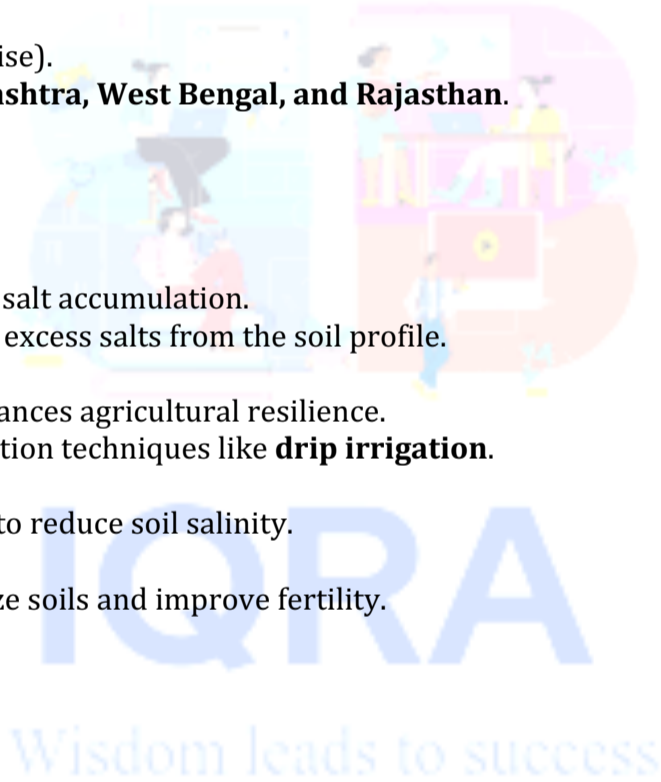 ise).
ashtra, West Bengal, and Rajasthan.
salt accumulation.
excess salts from the soil profile.
ances agricultural resilience.
tion techniques like drip irrigation.
to reduce soil salinity.
ze soils and improve fertility.
IQRA
Wisdom leads to success